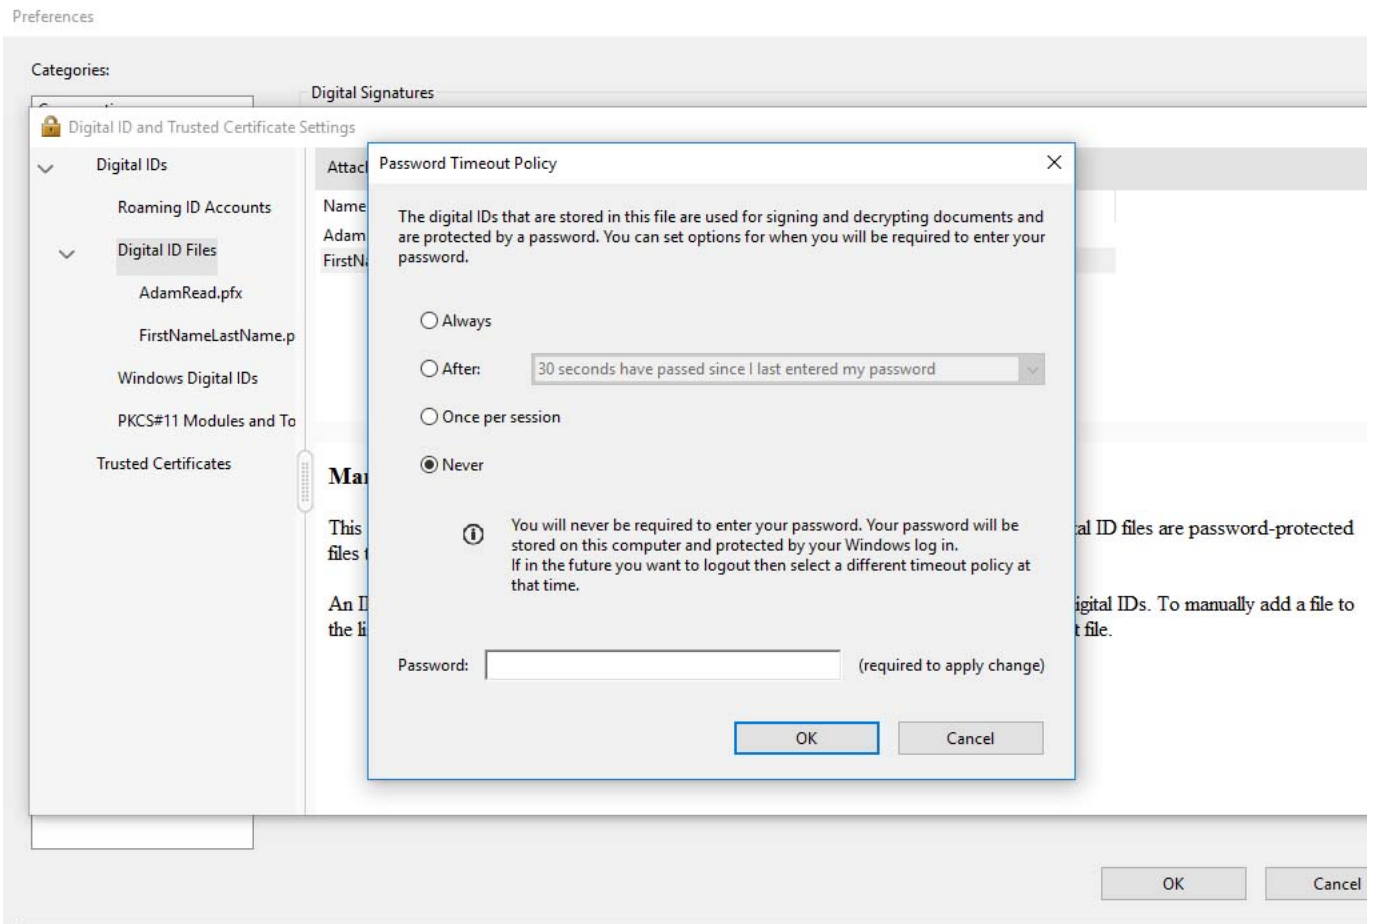 Preferences
Categories:
Digital Signatures
Digital ID and Trusted Certificate Settings
Digital IDs
Roaming ID Accounts
Digital ID Files
AdamRead.pfx
FirstNameLastName.p
Windows Digital IDs
PKCS#11 Modules and To
Trusted Certificates
Attacl
Name
Adam
FirstNa
Password Timeout Policy
The digital IDs that are stored in this file are used for signing and decrypting documents and
are protected by a password. You can set options for when you will be required to enter your
password.
Always
After: 30 seconds have passed since I last entered my password
Once per session
Never
You will never be required to enter your password. Your password will be
stored on this computer and protected by your Windows log in.
If in the future you want to logout then select a different timeout policy at
that time.
Password: (required to apply change)
OK Cancel
This
al ID files are password-protected
files
An
igital IDs. To manually add a file to
the
t file.
OK Cancel